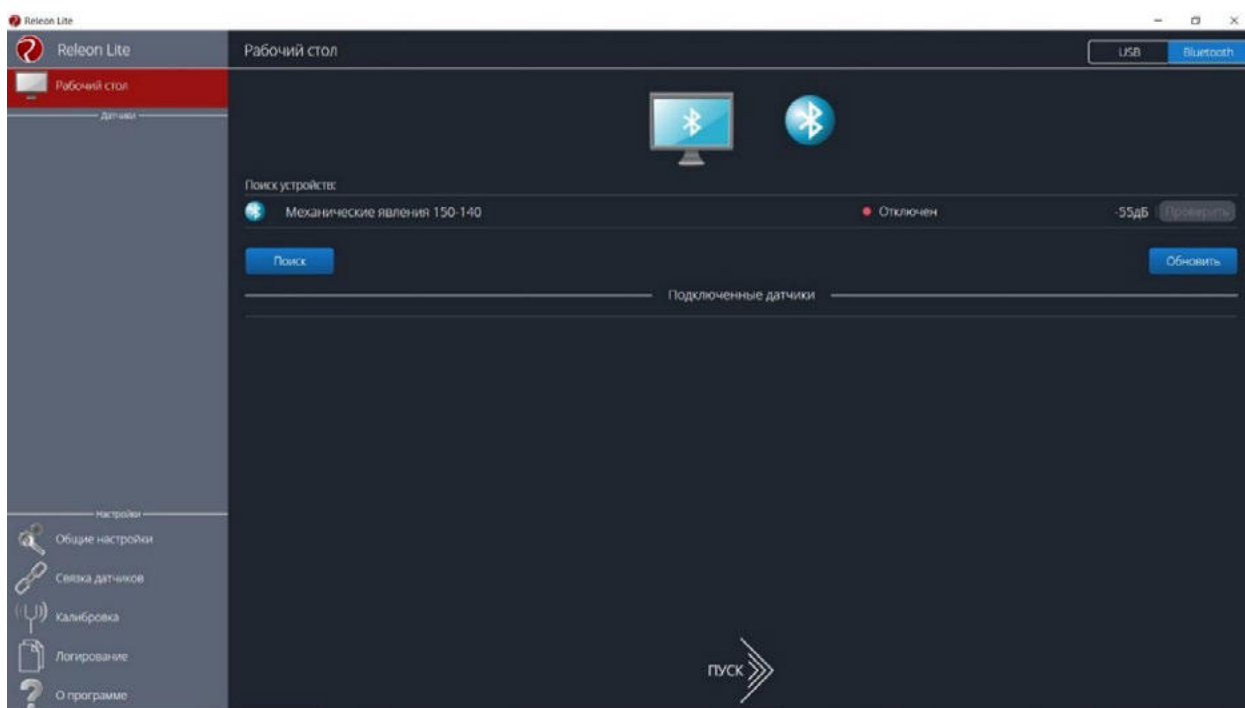 Releon Lite
Releon Lite
Рабочий стол
USB
Bluetooth
Рабочий стол
Датчики
Поиск устройств:
Механические явления 150-140
Отключен
-55дБ
Проверить
Поиск
Обновить
Подключенные датчики
Настройки
Общие настройки
Связка датчиков
Калибровка
Логирование
О программе
ПУСК